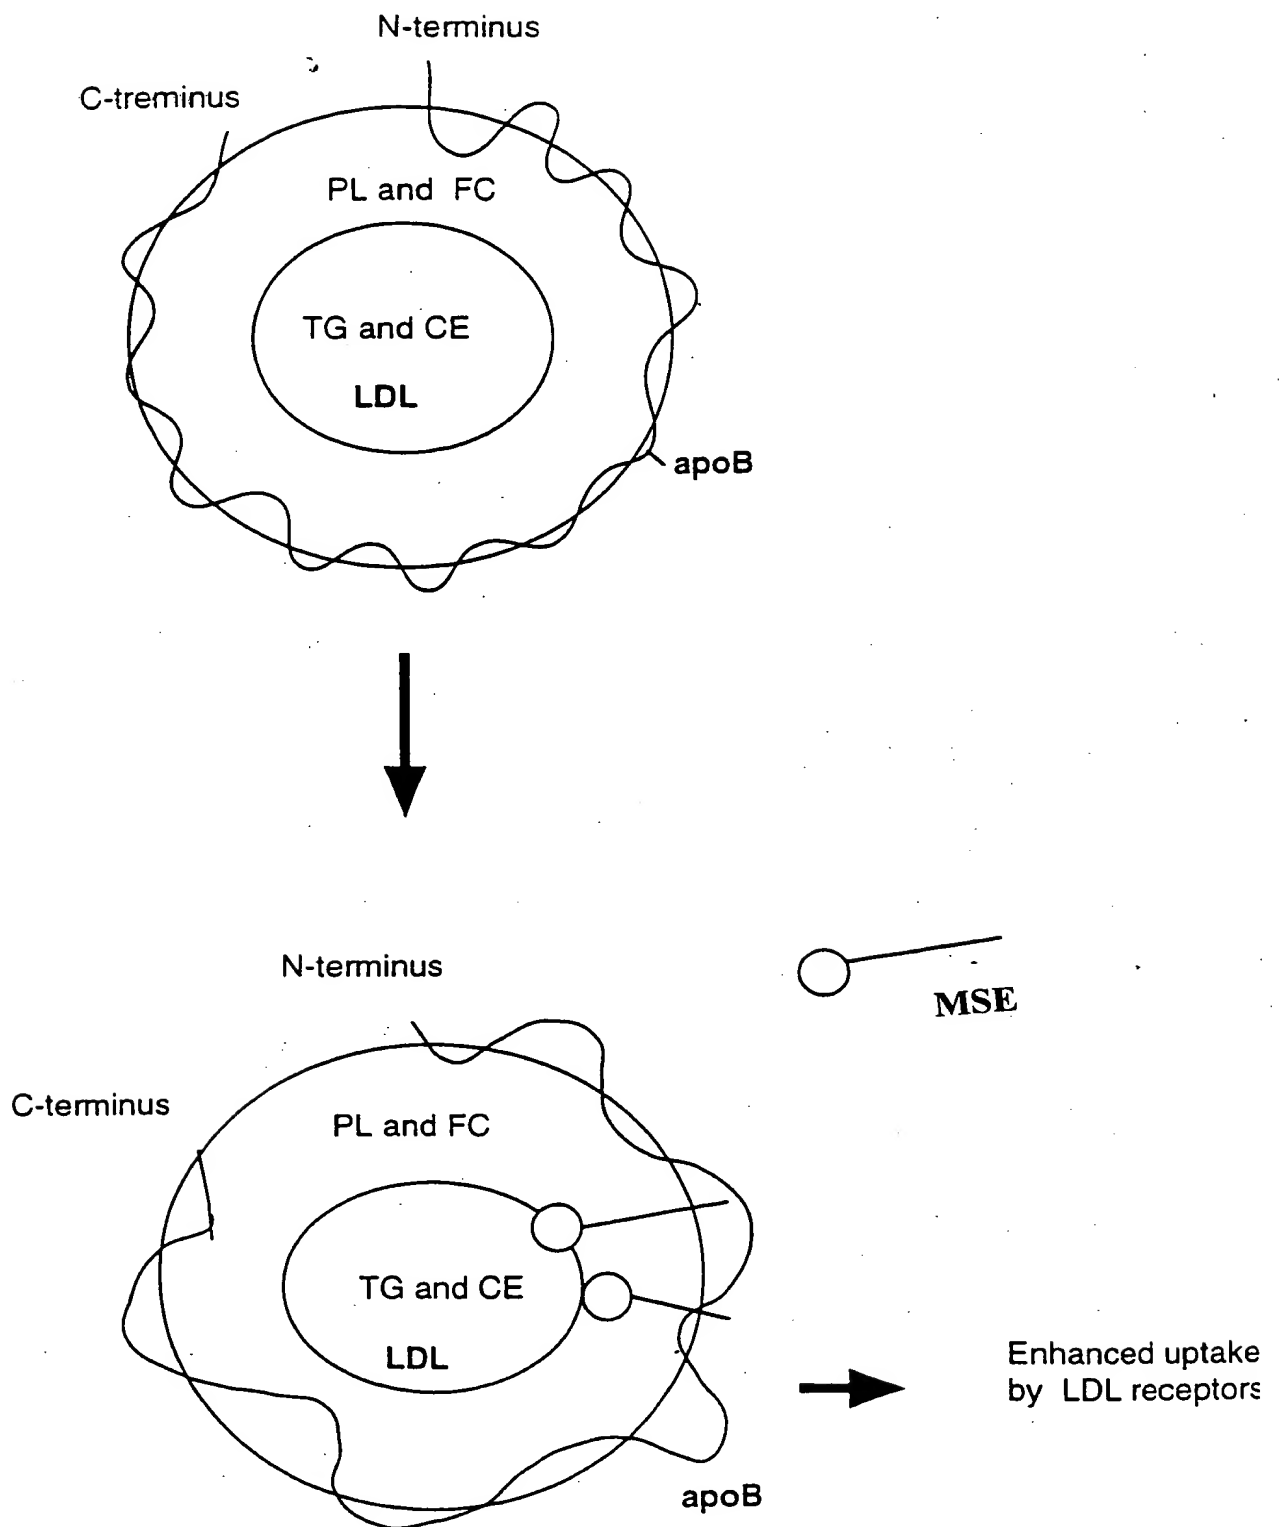 N-terminus
C-treminus
PL and FC
TG and CE
LDL
apoB
N-terminus
MSE
C-terminus
PL and FC
TG and CE
LDL
Enhanced uptake
by LDL receptors
apoB